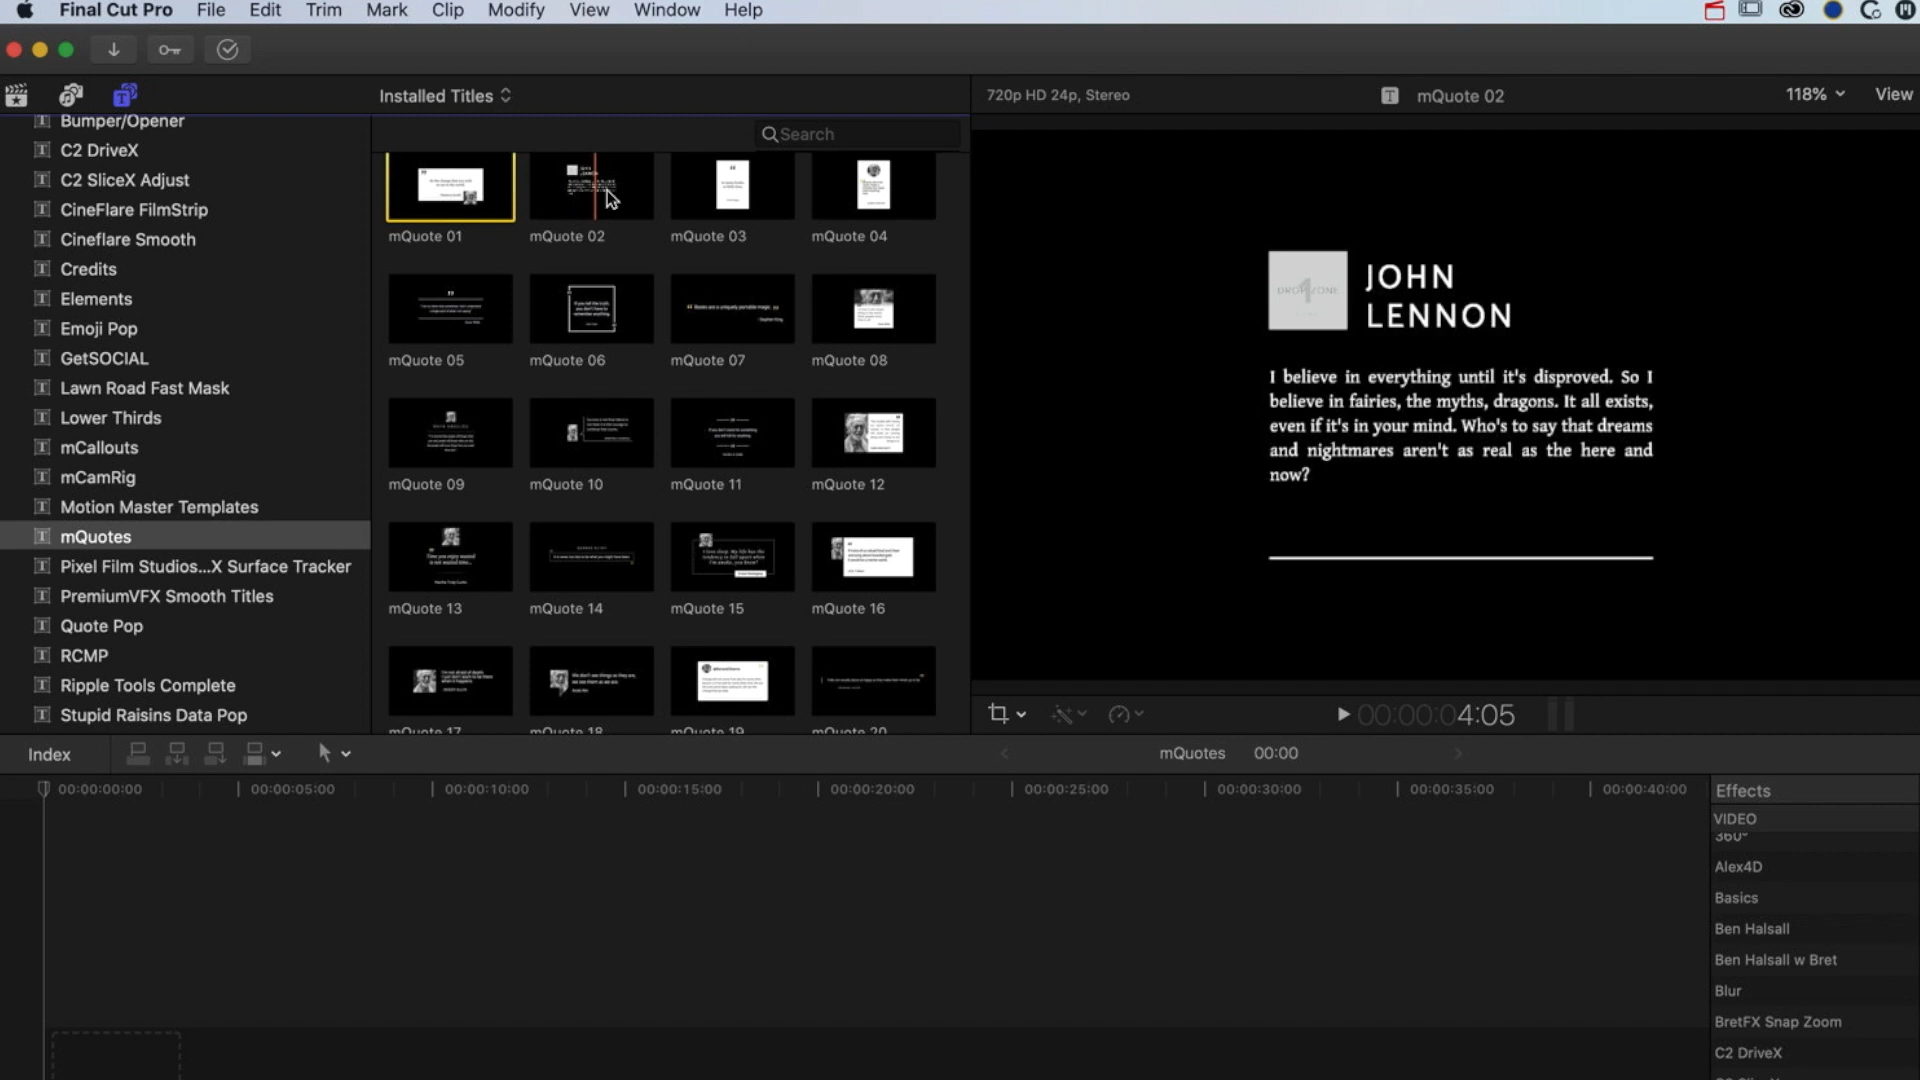 Final Cut Pro File Edit Trim Mark Clip Modify View Window Help
Installed Titles
720p HD 24p, Stereo
mQuote 02
118%
View
Search
Bumper/Opener
C2 DriveX
C2 SliceX Adjust
CineFlare FilmStrip
Cineflare Smooth
Credits
Elements
Emoji Pop
GetSOCIAL
Lawn Road Fast Mask
Lower Thirds
mCallouts
mCamRig
Motion Master Templates
mQuotes
Pixel Film Studios...X Surface Tracker
PremiumVFX Smooth Titles
Quote Pop
RCMP
Ripple Tools Complete
Stupid Raisins Data Pop
mQuote 01 mQuote 02 mQuote 03 mQuote 04
mQuote 05 mQuote 06 mQuote 07 mQuote 08
mQuote 09 mQuote 10 mQuote 11 mQuote 12
mQuote 13 mQuote 14 mQuote 15 mQuote 16
mQuote 17 mQuote 18 mQuote 19 mQuote 20
JOHN
LENNON
I believe in everything until it's disproved. So I
believe in fairies, the myths, dragons. It all exists,
even if it's in your mind. Who's to say that dreams
and nightmares aren't as real as the here and
now?
00:00:04:05
Index
mQuotes 00:00
00:00:00:00 00:00:05:00 00:00:10:00 00:00:15:00 00:00:20:00 00:00:25:00 00:00:30:00 00:00:35:00 00:00:40:00
Effects
VIDEO
360°
Alex4D
Basics
Ben Halsall
Ben Halsall w Bret
Blur
BretFX Snap Zoom
C2 DriveX